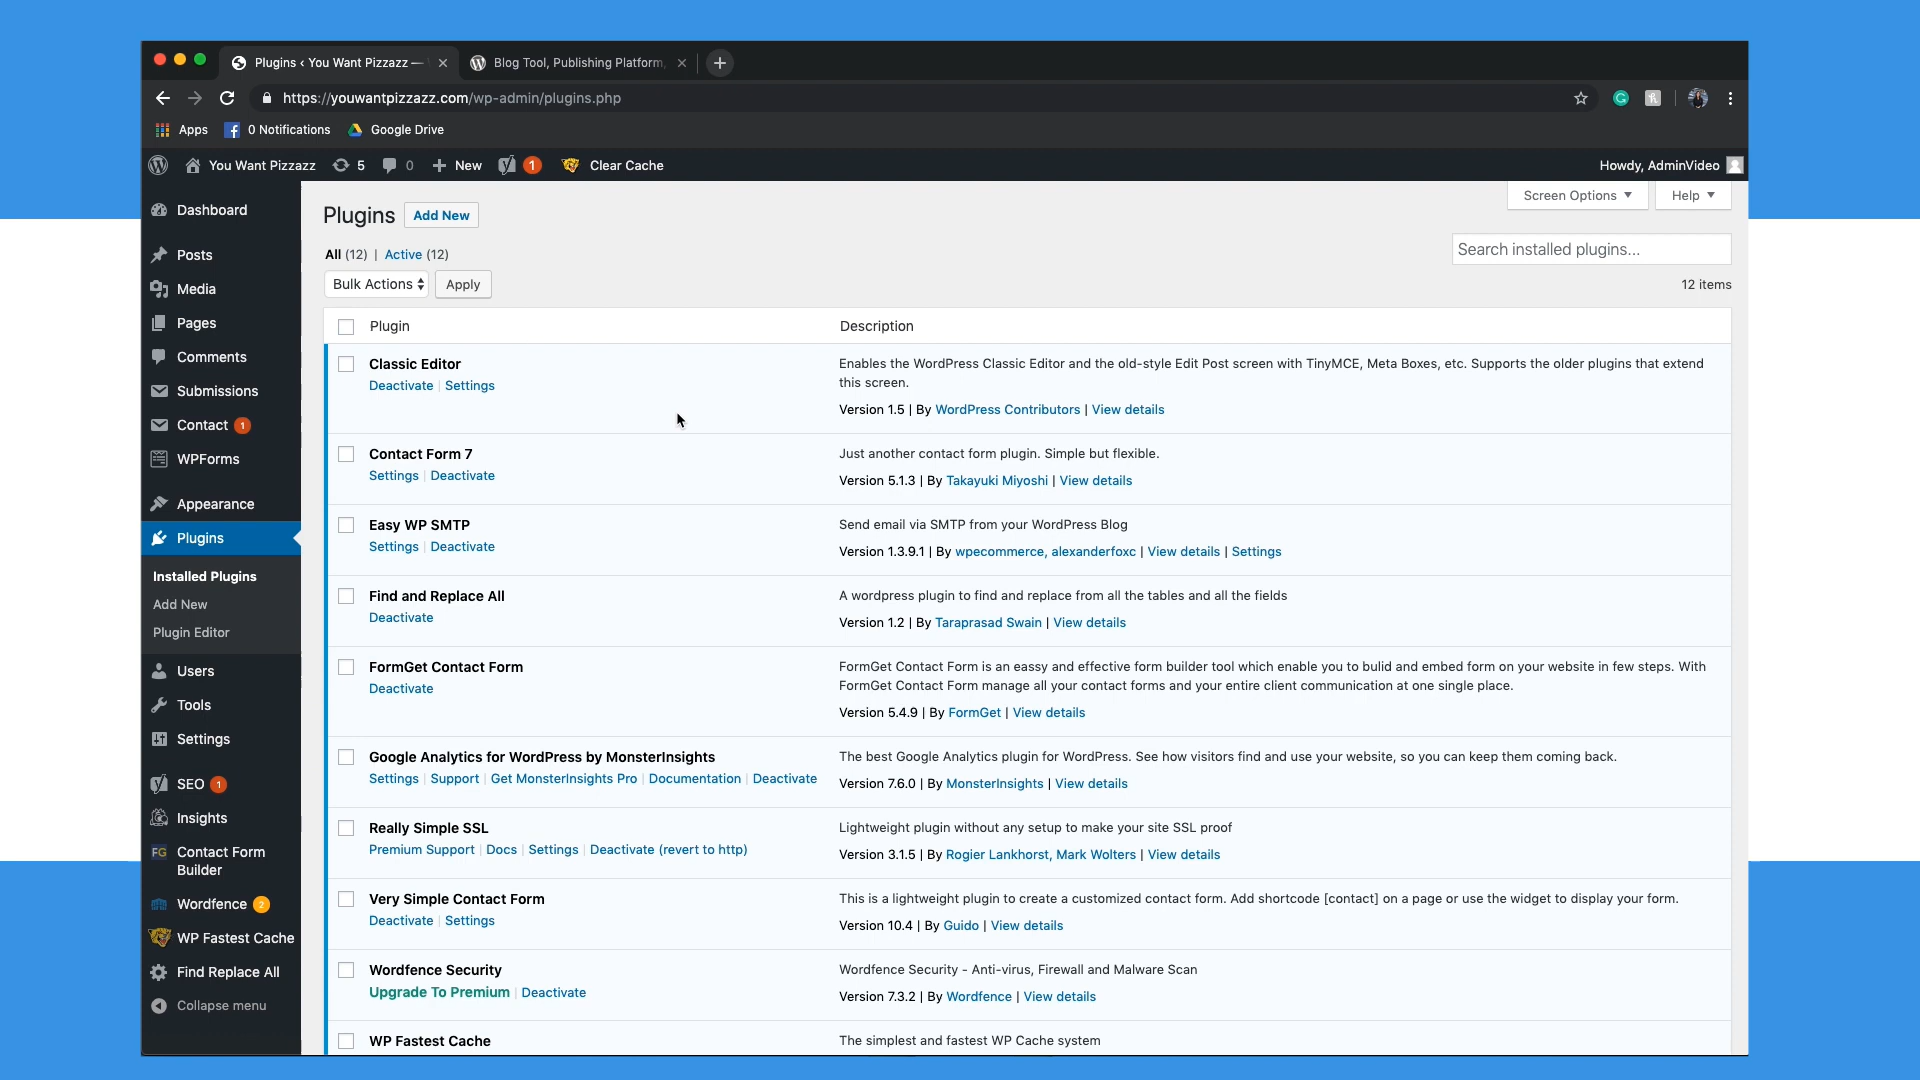 Plugins ‹ You Want Pizzazz —
Blog Tool, Publishing Platform,
https://youwantpizzazz.com/wp-admin/plugins.php
Apps
0 Notifications
Google Drive
You Want Pizzazz
5
0
New
1
Clear Cache
Howdy, AdminVideo
Dashboard
Posts
Media
Pages
Comments
Submissions
Contact 1
WPForms
Appearance
Plugins
Installed Plugins
Add New
Plugin Editor
Users
Tools
Settings
SEO 1
Insights
FG Contact Form
Builder
Wordfence 2
WP Fastest Cache
Find Replace All
Collapse menu
Screen Options
Help
Plugins
Add New
All (12) | Active (12)
Search installed plugins...
Bulk Actions
Apply
12 items
Plugin
Description
Classic Editor
Deactivate | Settings
Enables the WordPress Classic Editor and the old-style Edit Post screen with TinyMCE, Meta Boxes, etc. Supports the older plugins that extend
this screen.
Version 1.5 | By WordPress Contributors | View details
Contact Form 7
Settings | Deactivate
Just another contact form plugin. Simple but flexible.
Version 5.1.3 | By Takayuki Miyoshi | View details
Easy WP SMTP
Settings | Deactivate
Send email via SMTP from your WordPress Blog
Version 1.3.9.1 | By wpecommerce, alexanderfoxc | View details | Settings
Find and Replace All
Deactivate
A wordpress plugin to find and replace from all the tables and all the fields
Version 1.2 | By Taraprasad Swain | View details
FormGet Contact Form
Deactivate
FormGet Contact Form is an eassy and effective form builder tool which enable you to bulid and embed form on your website in few steps. With
FormGet Contact Form manage all your contact forms and your entire client communication at one single place.
Version 5.4.9 | By FormGet | View details
Google Analytics for WordPress by MonsterInsights
Settings | Support | Get MonsterInsights Pro | Documentation | Deactivate
The best Google Analytics plugin for WordPress. See how visitors find and use your website, so you can keep them coming back.
Version 7.6.0 | By MonsterInsights | View details
Really Simple SSL
Premium Support | Docs | Settings | Deactivate (revert to http)
Lightweight plugin without any setup to make your site SSL proof
Version 3.1.5 | By Rogier Lankhorst, Mark Wolters | View details
Very Simple Contact Form
Deactivate | Settings
This is a lightweight plugin to create a customized contact form. Add shortcode [contact] on a page or use the widget to display your form.
Version 10.4 | By Guido | View details
Wordfence Security
Upgrade To Premium | Deactivate
Wordfence Security - Anti-virus, Firewall and Malware Scan
Version 7.3.2 | By Wordfence | View details
WP Fastest Cache
The simplest and fastest WP Cache system